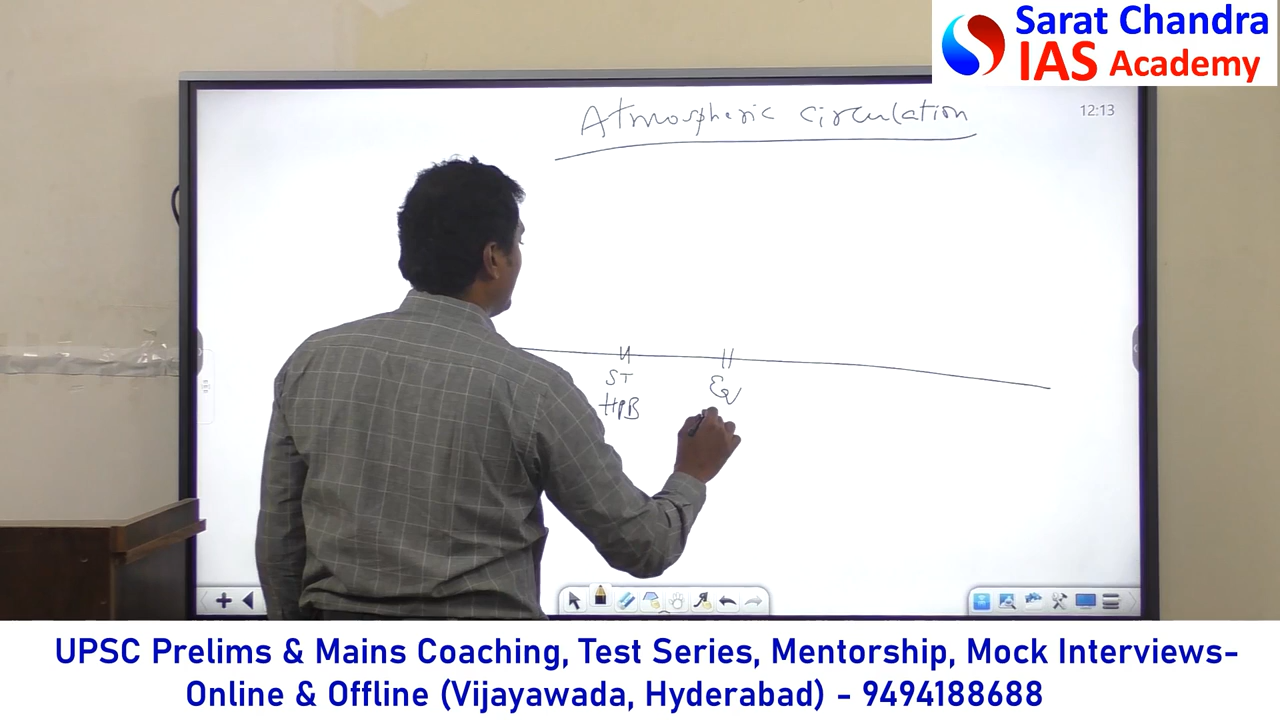 Sarat Chandra
IAS Academy
Atmospheric circulation
12:13
ST
HPB
Eq
UPSC Prelims & Mains Coaching, Test Series, Mentorship, Mock Interviews-
Online & Offline (Vijayawada, Hyderabad) - 9494188688